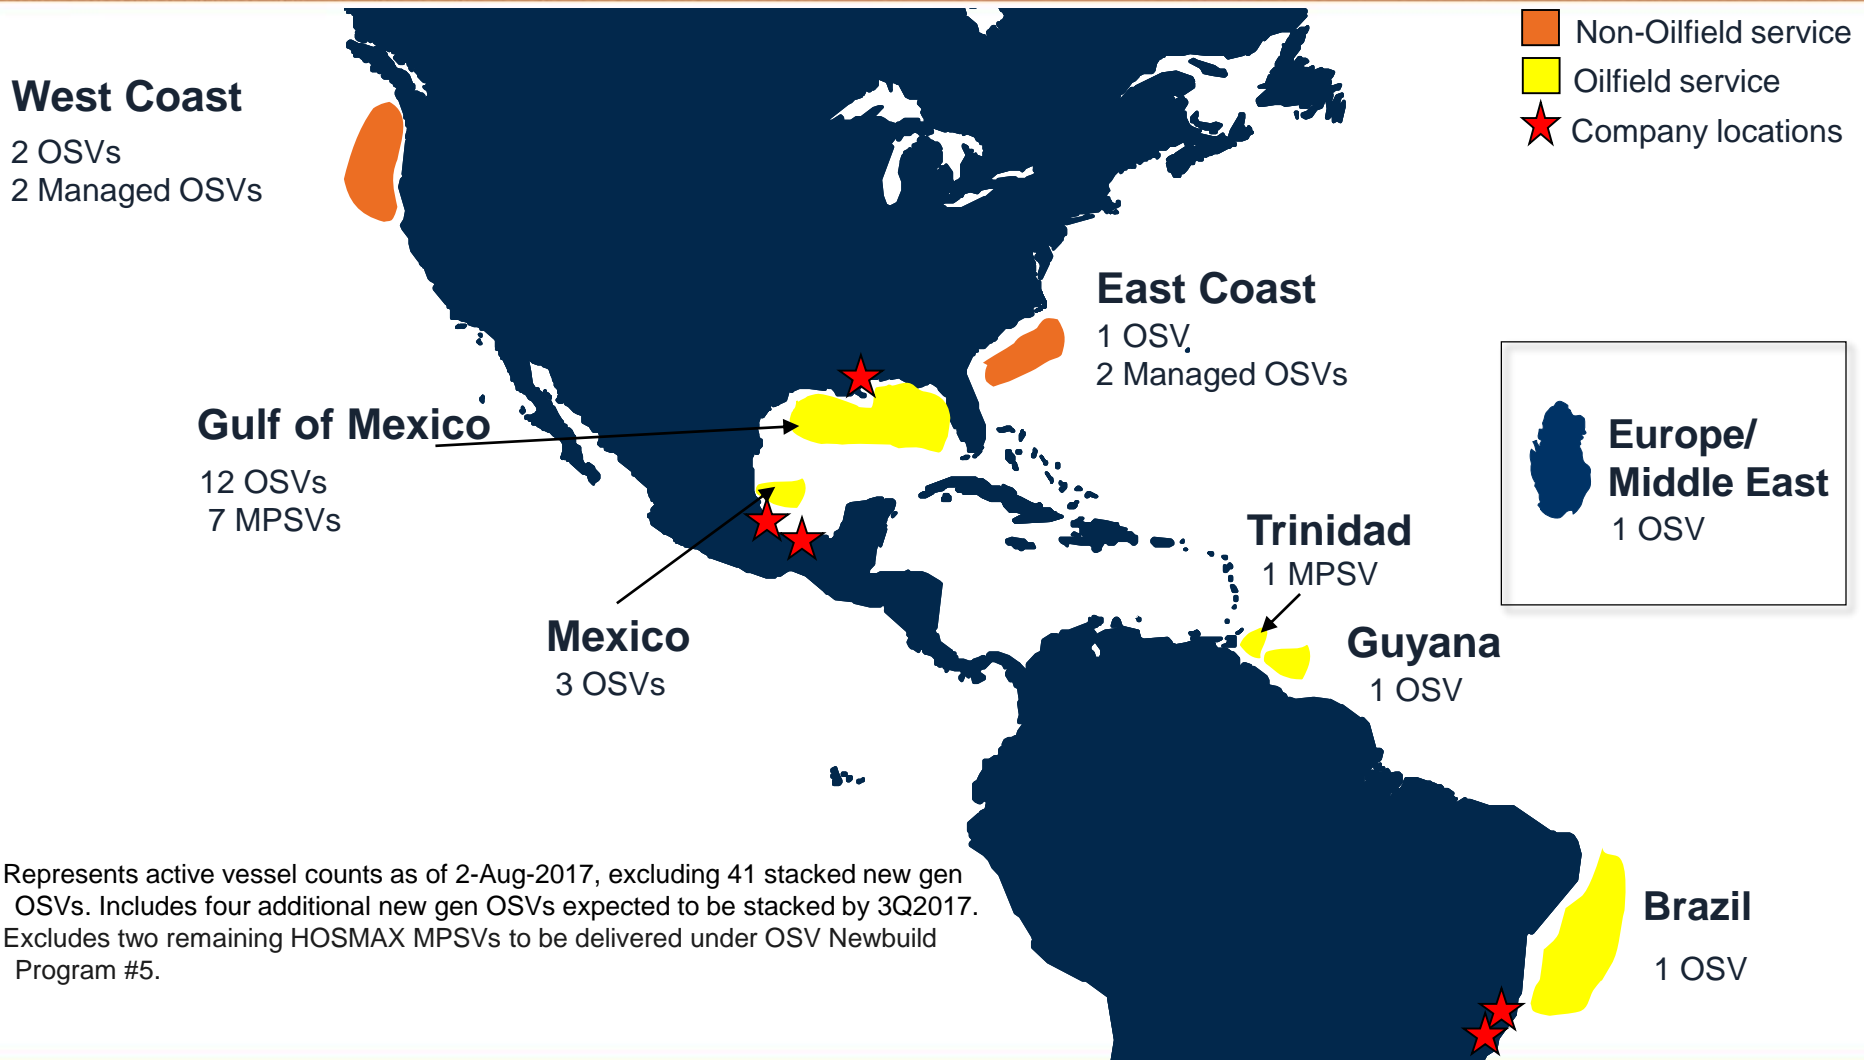 Non-Oilfield service
Oilfield service
Company locations
West Coast
2 OSVs
2 Managed OSVs
East Coast
1 OSV
2 Managed OSVs
Gulf of Mexico
12 OSVs
7 MPSVs
Europe/
Middle East
1 OSV
Trinidad
1 MPSV
Mexico
3 OSVs
Guyana
1 OSV
Brazil
1 OSV
Represents active vessel counts as of 2-Aug-2017, excluding 41 stacked new gen
OSVs. Includes four additional new gen OSVs expected to be stacked by 3Q2017.
Excludes two remaining HOSMAX MPSVs to be delivered under OSV Newbuild
Program #5.